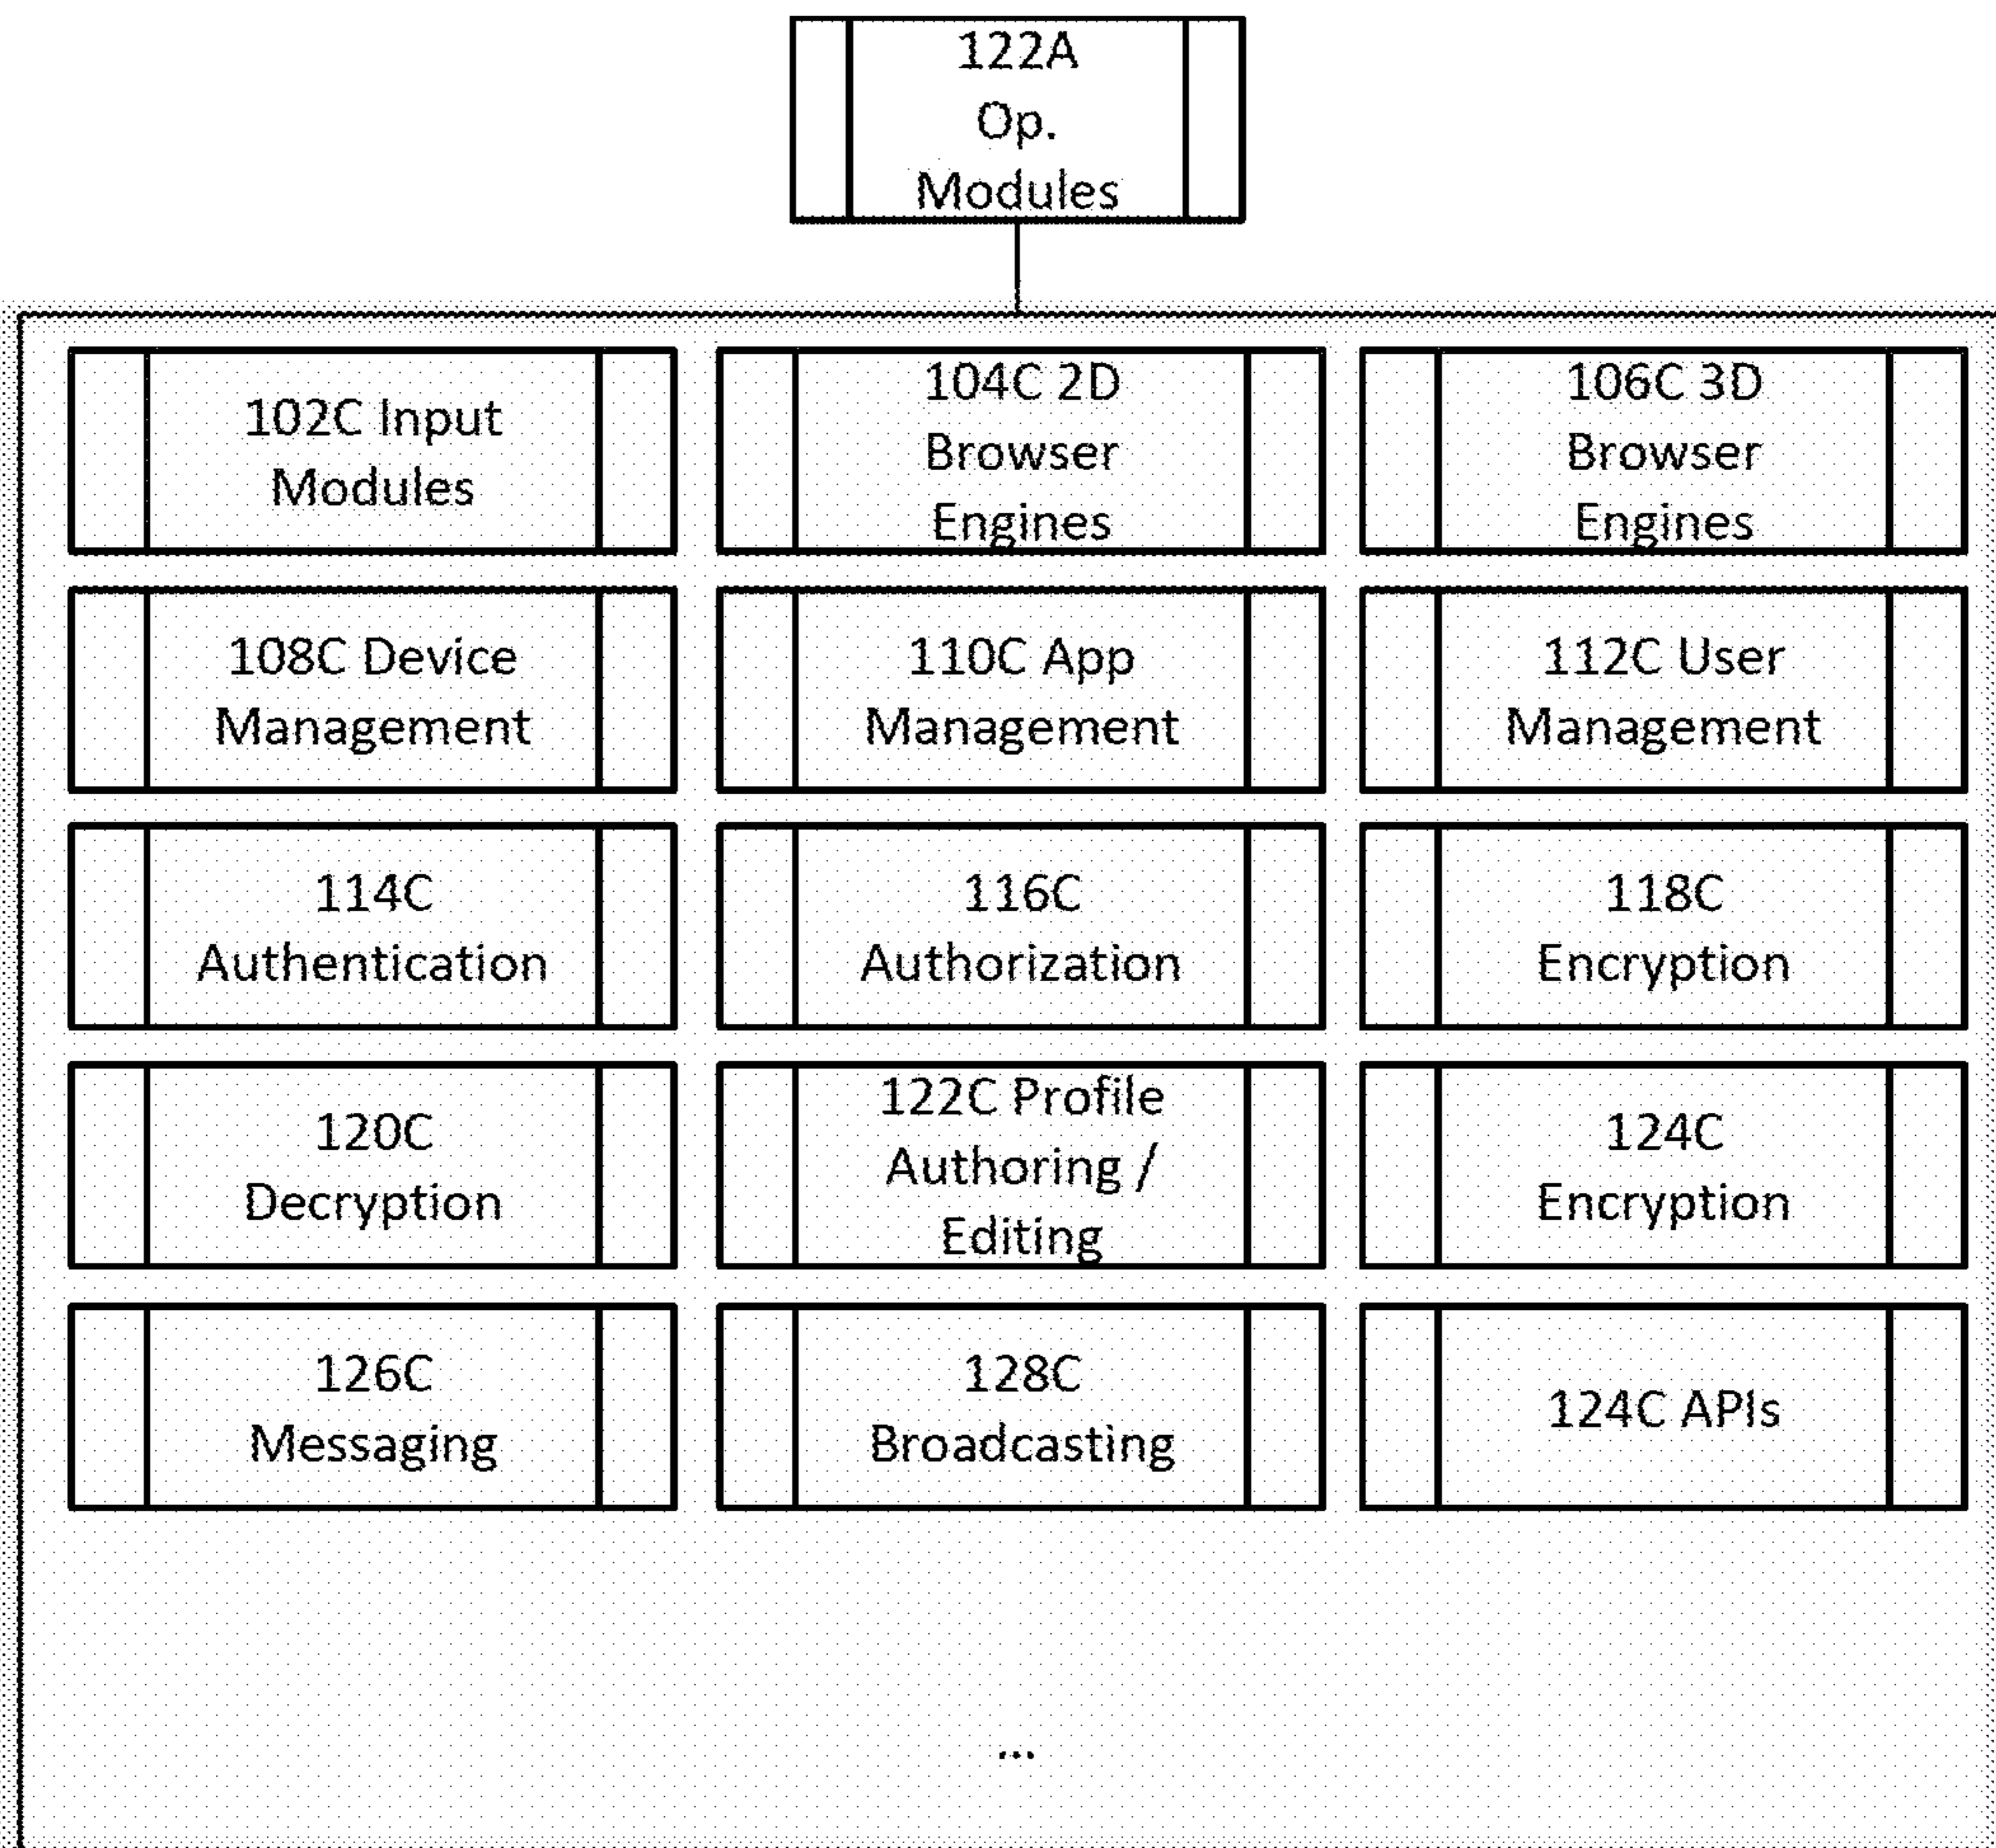 122A
Op.
Modules
102C Input
Modules
104C 2D
Browser
Engines
106C 3D
Browser
Engines
108C Device
Management
110C App
Management
112C User
Management
114C
Authentication
116C
Authorization
118C
Encryption
120C
Decryption
122C Profile
Authoring /
Editing
124C
Encryption
126C
Messaging
128C
Broadcasting
124C APIs
...